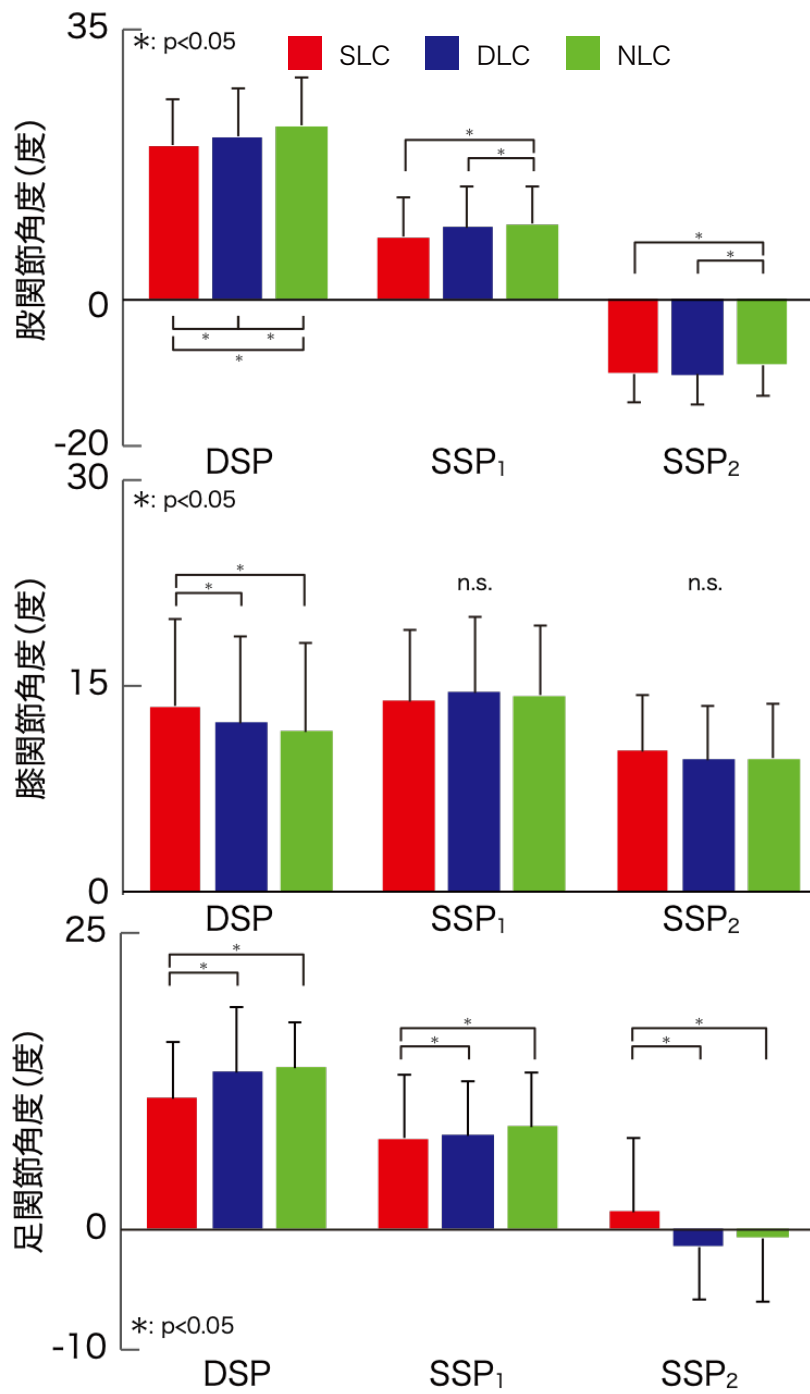 35
*: p<0.05
SLC DLC NLC
股関節角度(度)
* *
* *
0
* *
*
-20
DSP SSP₁ SSP₂
30
*: p<0.05
膝関節角度(度)
*
*
n.s. n.s.
15
0
DSP SSP₁ SSP₂
25
足関節角度(度)
*
*
* *
* *
0
*: p<0.05
-10
DSP SSP₁ SSP₂